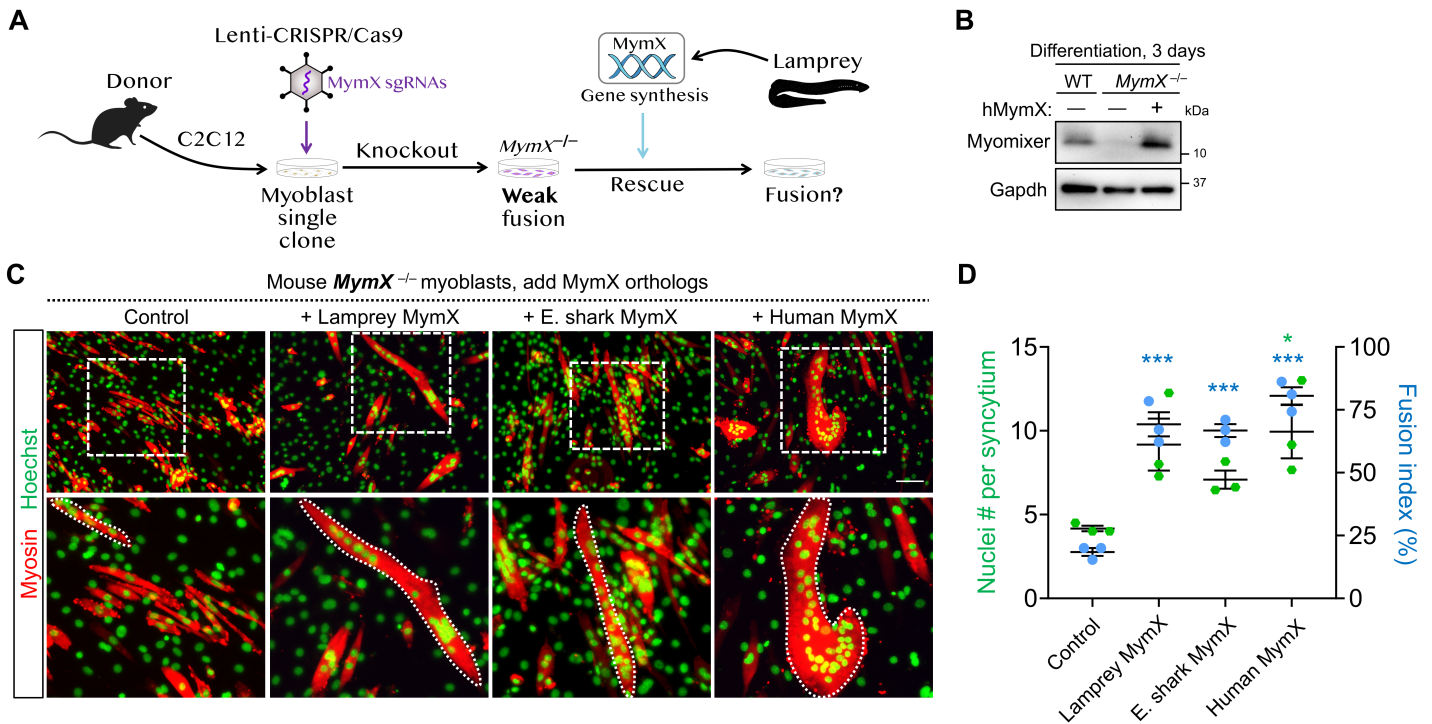 A
Lenti-CRISPR/Cas9
MymX sgRNAs
Donor
C2C12
Myoblast
single
clone
Knockout
MymX−/−
Weak
fusion
MymX
Gene synthesis
Lamprey
Rescue
Fusion?
B
Differentiation, 3 days
WT MymX−/−
hMymX: — — + kDa
Myomixer
10
Gapdh
37
C
Mouse MymX −/− myoblasts, add MymX orthologs
Control + Lamprey MymX + E. shark MymX + Human MymX
Myosin Hoechst
D
Nuclei # per syncytium
15
10
5
0
***
***
*
***
100
75
50
25
0
Fusion index (%)
Control
Lamprey MymX
E. shark MymX
Human MymX